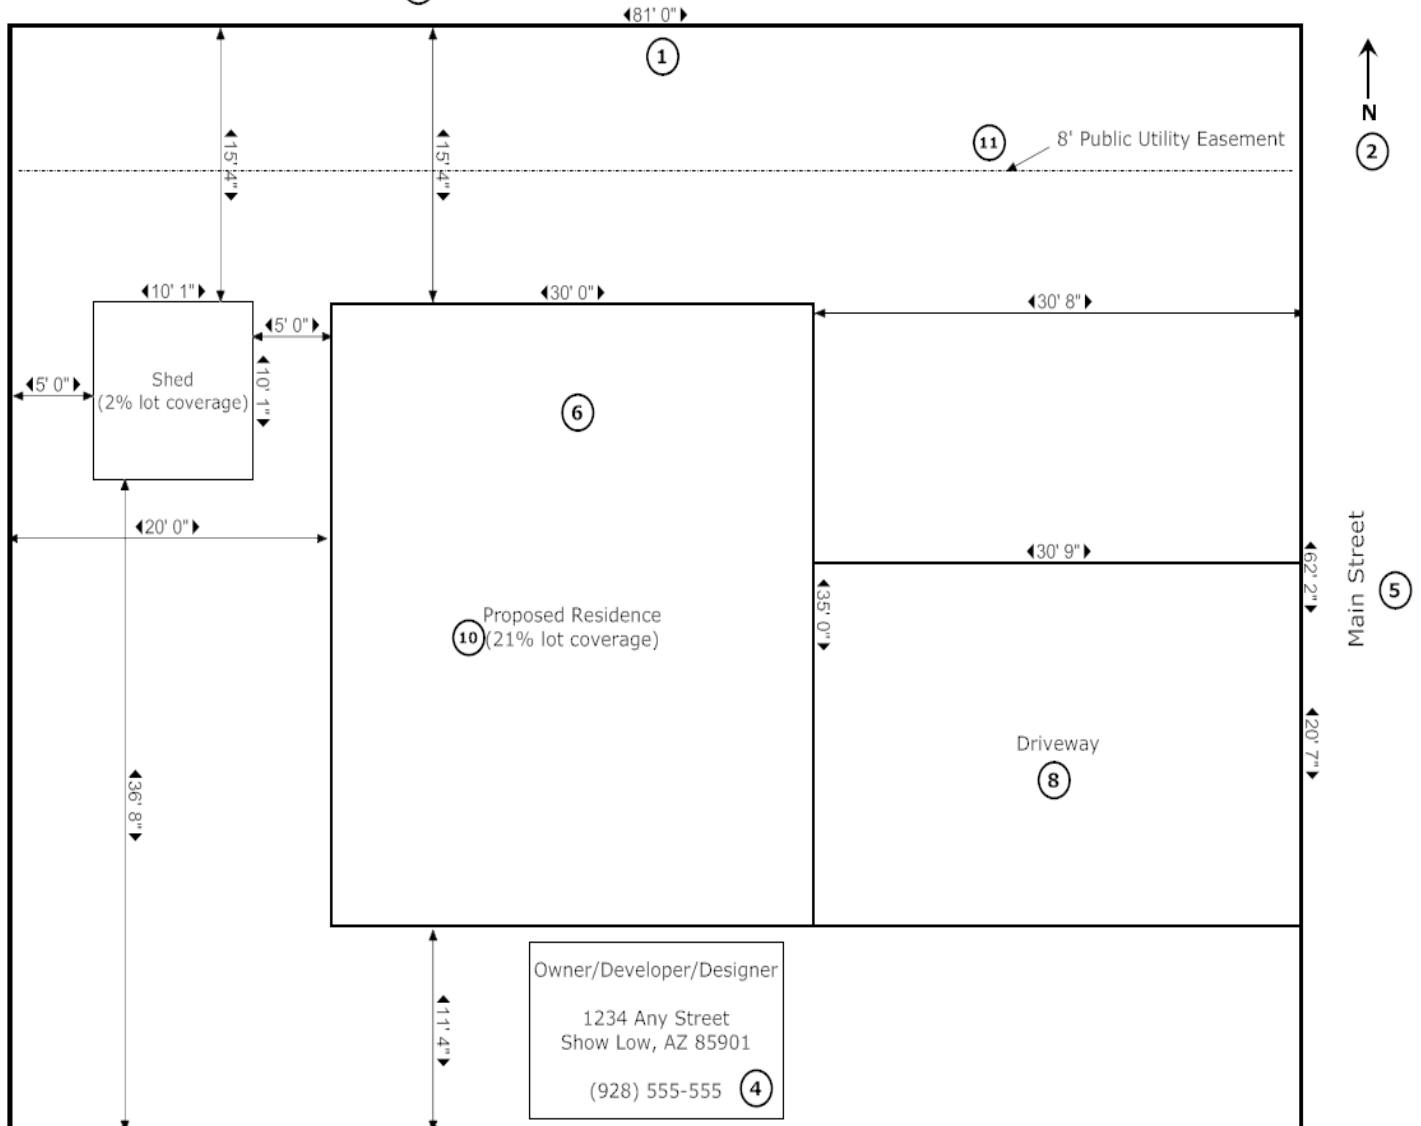 81' 0"
1
N
2
11
8' Public Utility Easement
15' 4"
15' 4"
10' 1"
30' 0"
30' 8"
5' 0"
5' 0"
Shed
(2% lot coverage)
10' 1"
6
20' 0"
30' 9"
62' 2"
Main Street
5
35' 0"
Proposed Residence
10
(21% lot coverage)
20' 7"
Driveway
8
36' 8"
11' 4"
Owner/Developer/Designer
1234 Any Street
Show Low, AZ 85901
(928) 555-555
4